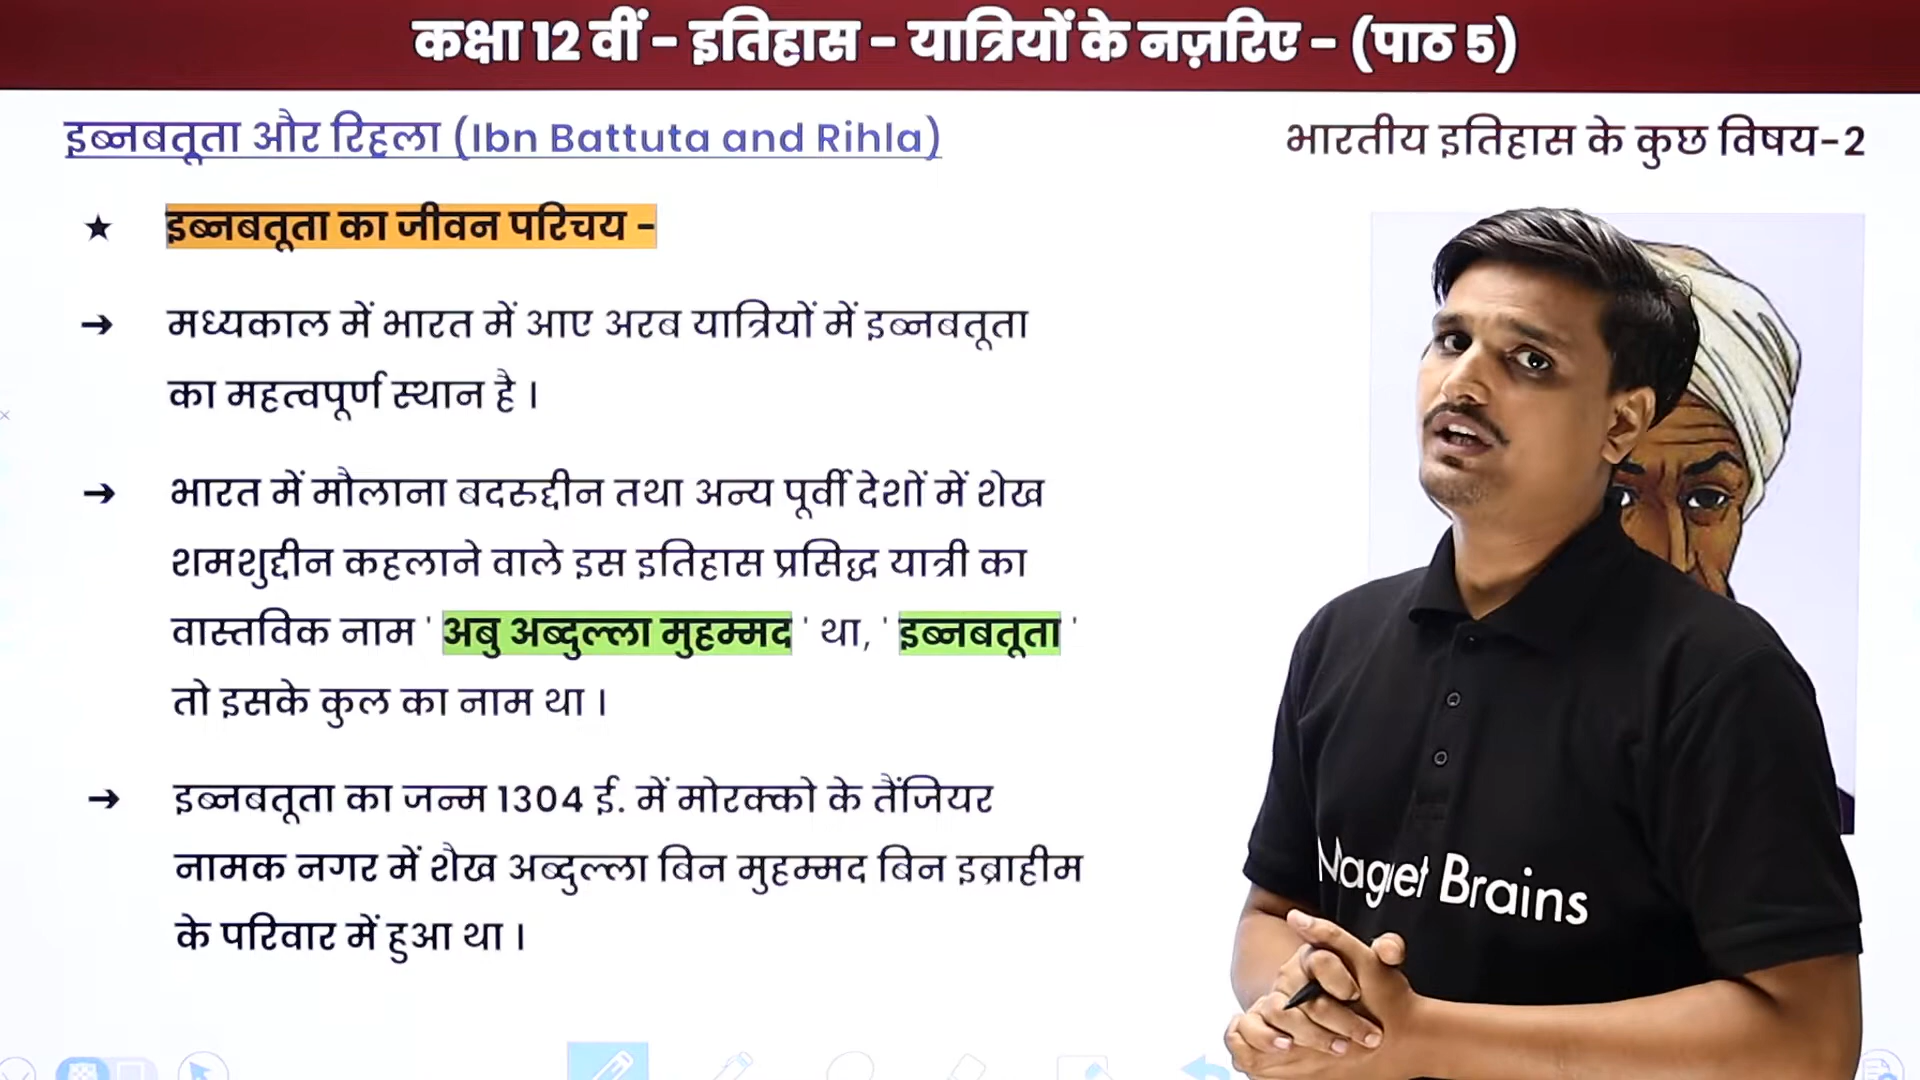 कक्षा 12 वीं - इतिहास - यात्रियों के नज़रिए - (पाठ 5)
इब्नबतूता और रिहला (Ibn Battuta and Rihla)
भारतीय इतिहास के कुछ विषय-2
★ इब्नबतूता का जीवन परिचय -
→ मध्यकाल में भारत में आए अरब यात्रियों में इब्नबतूता
का महत्वपूर्ण स्थान है ।
→ भारत में मौलाना बदरुद्दीन तथा अन्य पूर्वी देशों में शेख
शमशुद्दीन कहलाने वाले इस इतिहास प्रसिद्ध यात्री का
वास्तविक नाम ' अबु अब्दुल्ला मुहम्मद ' था, ' इब्नबतूता '
तो इसके कुल का नाम था ।
→ इब्नबतूता का जन्म 1304 ई. में मोरक्को के तैंजियर
नामक नगर में शैख अब्दुल्ला बिन मुहम्मद बिन इब्राहीम
के परिवार में हुआ था ।
Magnet Brains